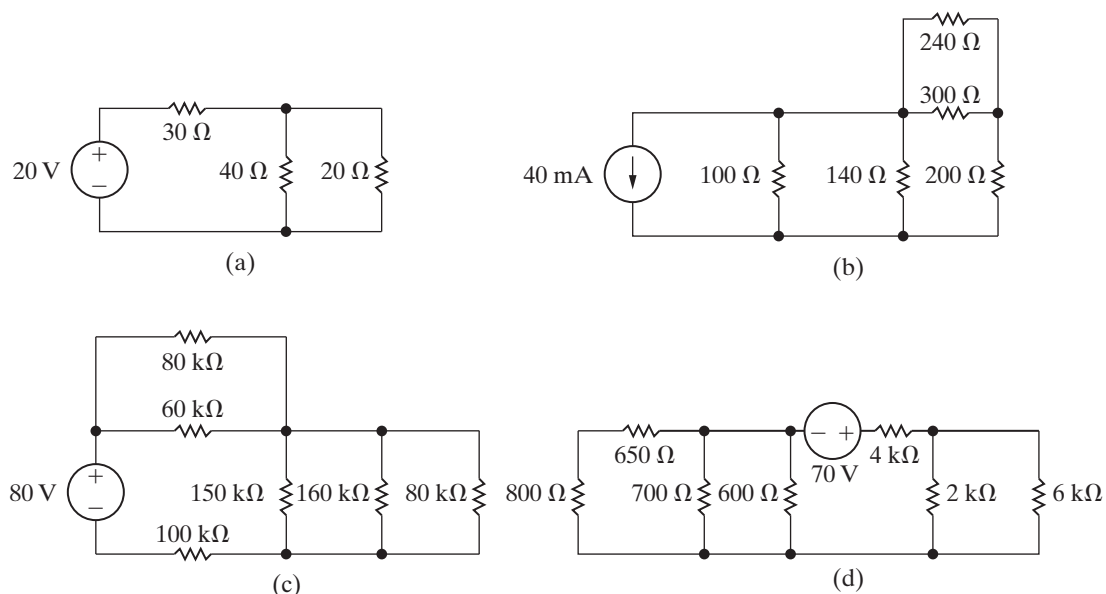 20 V
+
−
30 Ω
40 Ω
20 Ω
(a)
240 Ω
300 Ω
40 mA
100 Ω
140 Ω
200 Ω
(b)
80 kΩ
60 kΩ
80 V
+
−
150 kΩ
160 kΩ
80 kΩ
100 kΩ
(c)
650 Ω
− +
70 V
4 kΩ
800 Ω
700 Ω
600 Ω
2 kΩ
6 kΩ
(d)